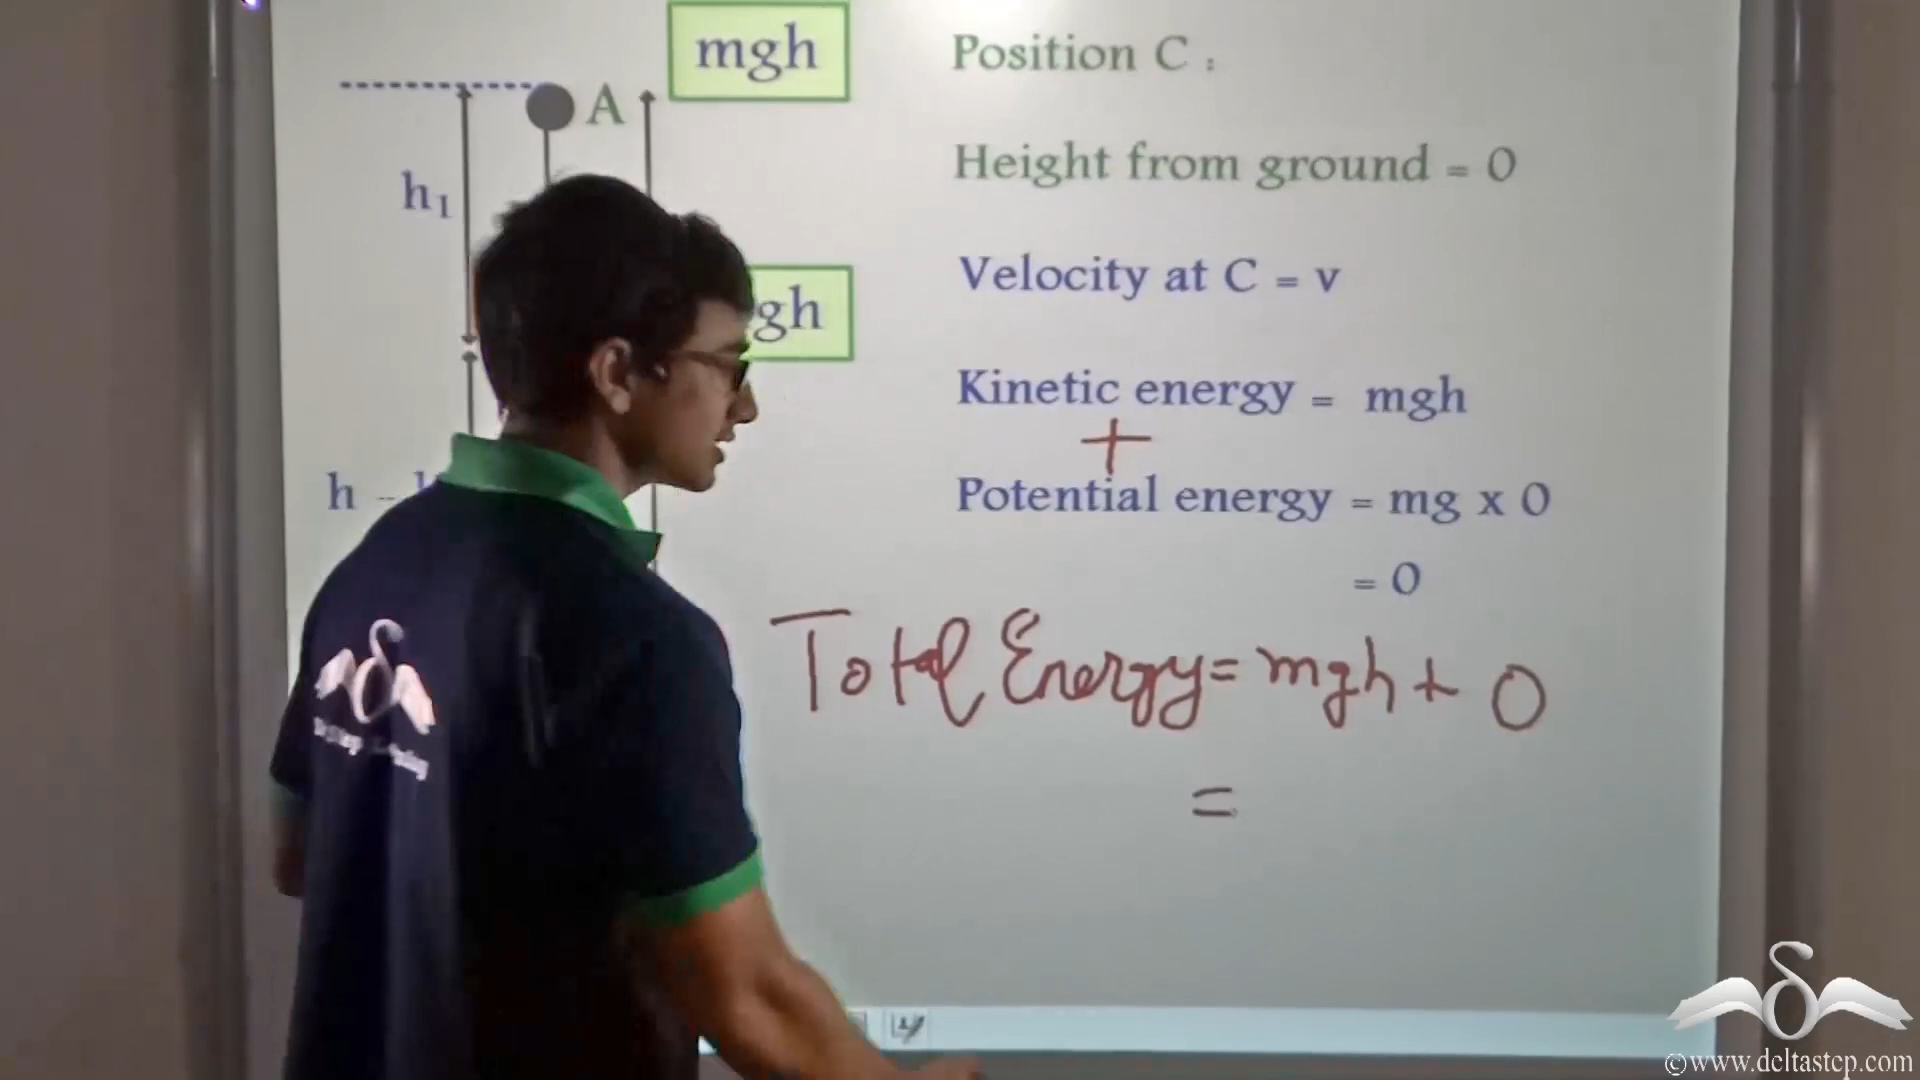 mgh
A
h₁
gh
h -
Position C :
Height from ground = 0
Velocity at C = v
Kinetic energy = mgh
+
Potential energy = mg x 0
= 0
Total Energy = mgh + 0
=
©www.deltastep.com